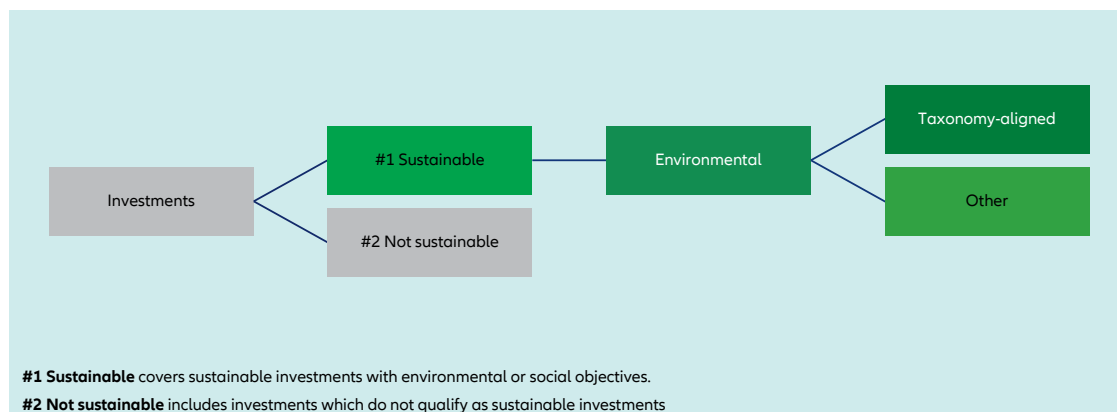 Taxonomy-aligned
#1 Sustainable
Environmental
Investments
Other
#2 Not sustainable
#1 Sustainable covers sustainable investments with environmental or social objectives.
#2 Not sustainable includes investments which do not qualify as sustainable investments